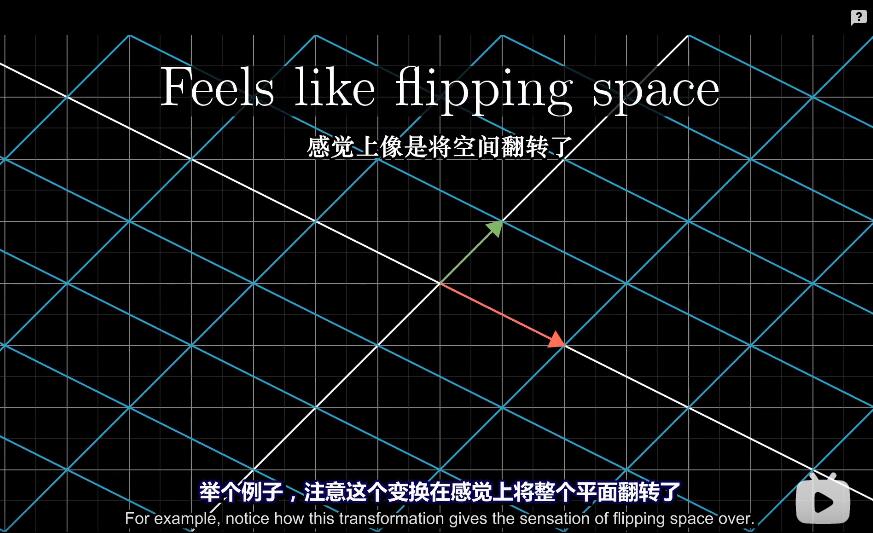 ?
Feels like flipping space
感觉上像是将空间翻转了
举个例子，注意这个变换在感觉上将整个平面翻转了
For example, notice how this transformation gives the sensation of flipping space over.